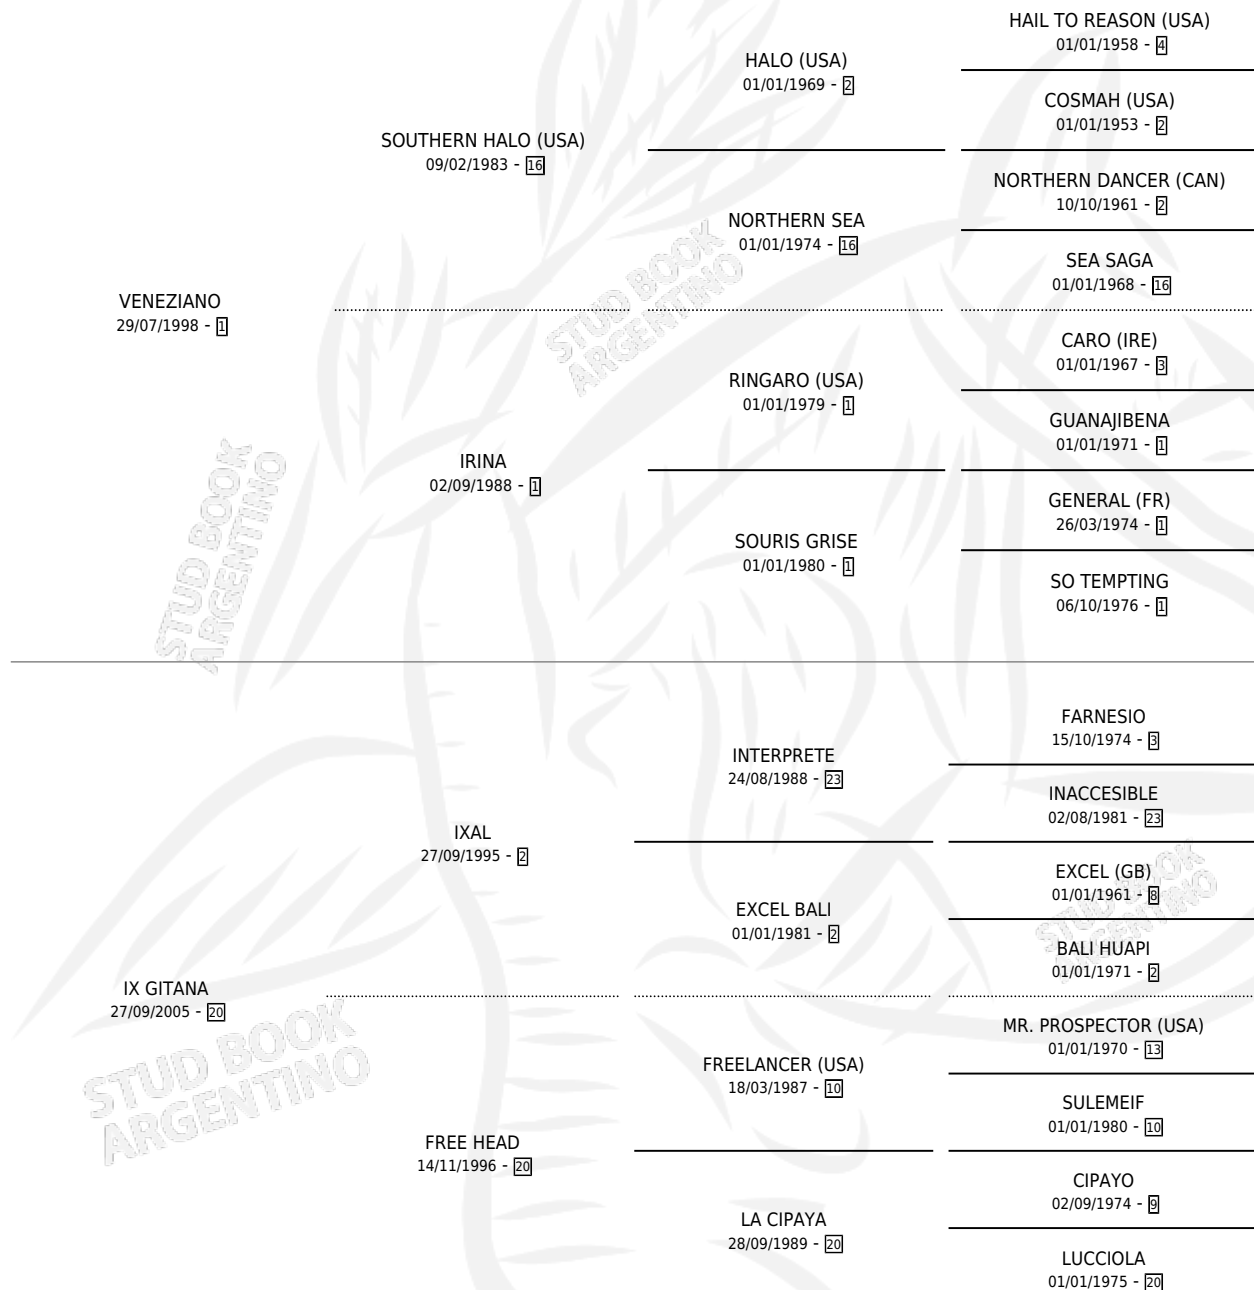 HAIL TO REASON (USA)
01/01/1958 - 4
HALO (USA)
01/01/1969 - 2
COSMAH (USA)
01/01/1953 - 2
SOUTHERN HALO (USA)
09/02/1983 - 16
NORTHERN DANCER (CAN)
10/10/1961 - 2
NORTHERN SEA
01/01/1974 - 16
SEA SAGA
01/01/1968 - 16
VENEZIANO
29/07/1998 - 1
CARO (IRE)
01/01/1967 - 3
RINGARO (USA)
01/01/1979 - 1
GUANAJIBENA
01/01/1971 - 1
IRINA
02/09/1988 - 1
GENERAL (FR)
26/03/1974 - 1
SOURIS GRISE
01/01/1980 - 1
SO TEMPTING
06/10/1976 - 1
STUD BOOK
ARGENTINO
STUD BOOK
ARGENTINO
FARNESIO
15/10/1974 - 3
INTERPRETE
24/08/1988 - 23
INACCESIBLE
02/08/1981 - 23
IXAL
27/09/1995 - 2
EXCEL (GB)
01/01/1961 - 8
EXCEL BALI
01/01/1981 - 2
BALI HUAPI
01/01/1971 - 2
IX GITANA
27/09/2005 - 20
MR. PROSPECTOR (USA)
01/01/1970 - 13
FREELANCER (USA)
18/03/1987 - 10
SULEMEIF
01/01/1980 - 10
FREE HEAD
14/11/1996 - 20
CIPAYO
02/09/1974 - 9
LA CIPAYA
28/09/1989 - 20
LUCCIOLA
01/01/1975 - 20
STUD BOOK
ARGENTINO
STUD BOOK
ARGENTINO